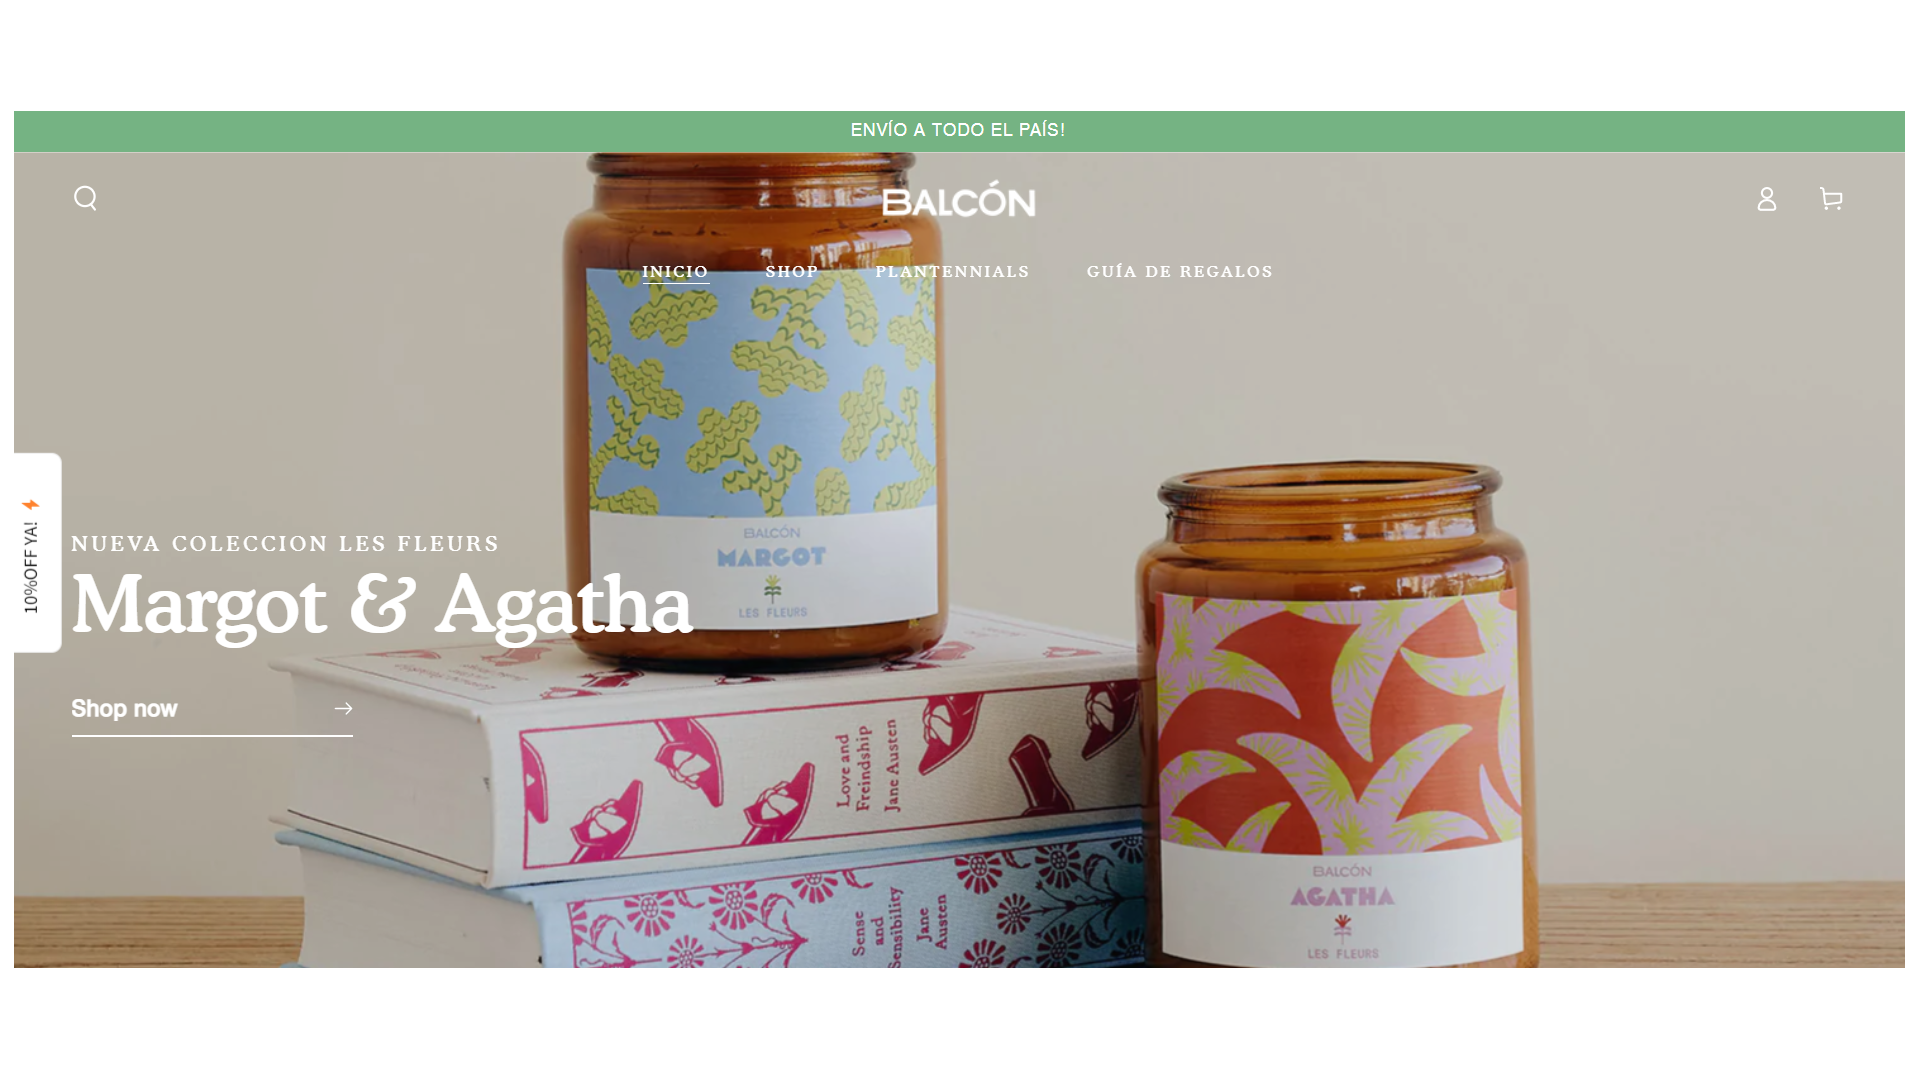 ENVÍO A TODO EL PAÍS!
BALCÓN
INICIO
SHOP
PLANTENNIALS
GUÍA DE REGALOS
10%OFF YA!
NUEVA COLECCION LES FLEURS
Margot & Agatha
Shop now
BALCÓN
MARGOT
LES FLEURS
Love and
Freindship
Jane Austen
Sense
and
Sensibility
Jane
Austen
BALCÓN
AGATHA
LES FLEURS